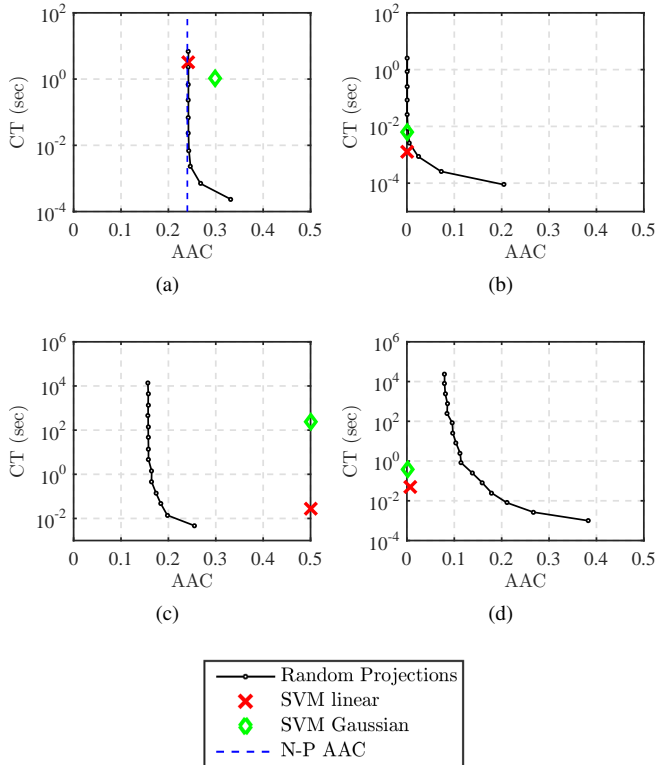 10^2
10^0
10^-2
10^-4
CT (sec)
0 0.1 0.2 0.3 0.4 0.5
AAC
(a)
10^4
10^2
10^0
10^-2
10^-4
CT (sec)
0 0.1 0.2 0.3 0.4 0.5
AAC
(b)
10^6
10^4
10^2
10^0
10^-2
CT (sec)
0 0.1 0.2 0.3 0.4 0.5
AAC
(c)
10^6
10^4
10^2
10^0
10^-2
10^-4
CT (sec)
0 0.1 0.2 0.3 0.4 0.5
AAC
(d)
Random Projections
SVM linear
SVM Gaussian
N-P AAC